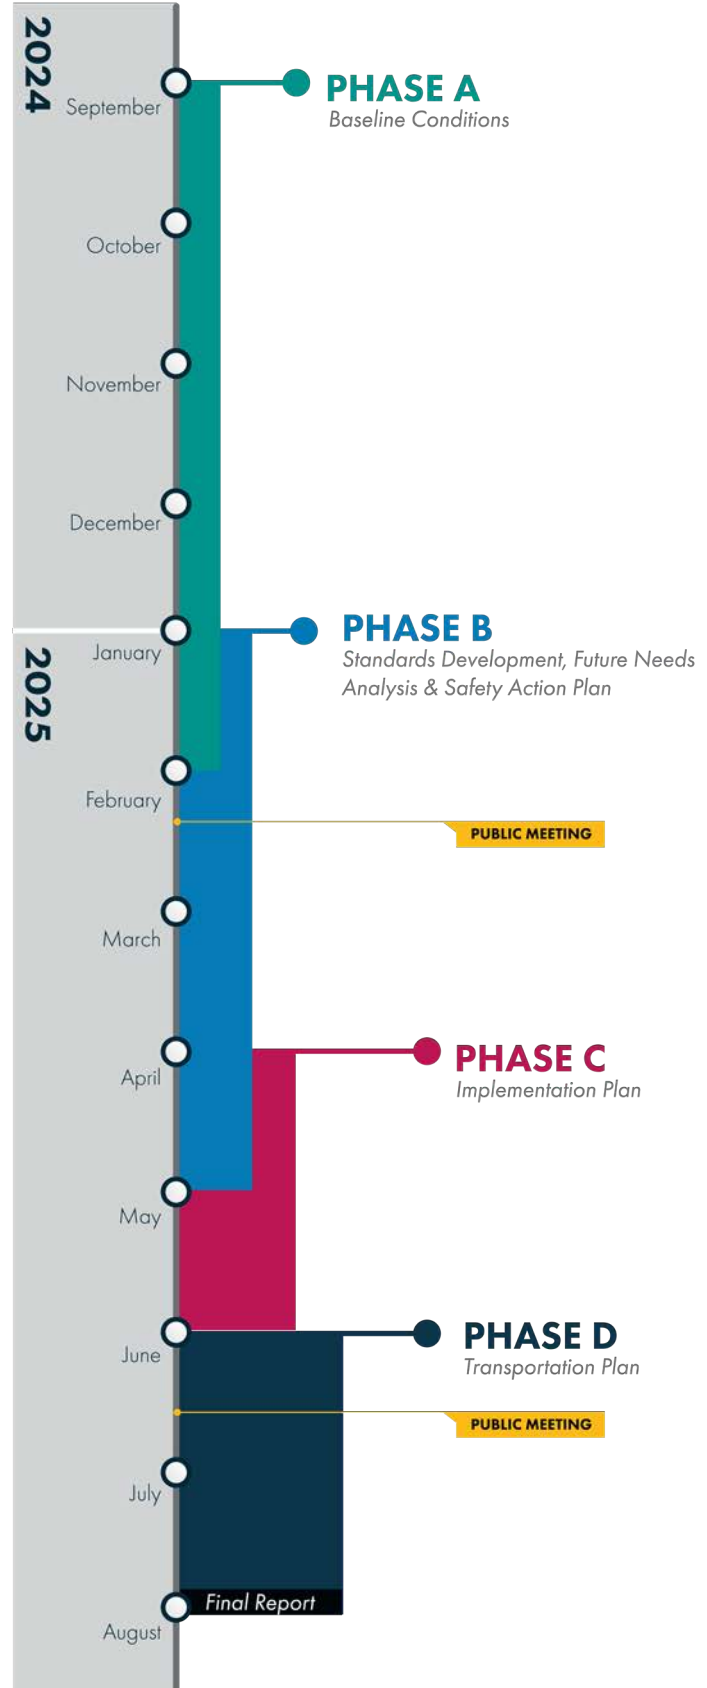 2024
September
PHASE A
Baseline Conditions
October
November
December
2025
January
PHASE B
Standards Development, Future Needs
Analysis & Safety Action Plan
February
PUBLIC MEETING
March
April
PHASE C
Implementation Plan
May
June
PHASE D
Transportation Plan
PUBLIC MEETING
July
Final Report
August